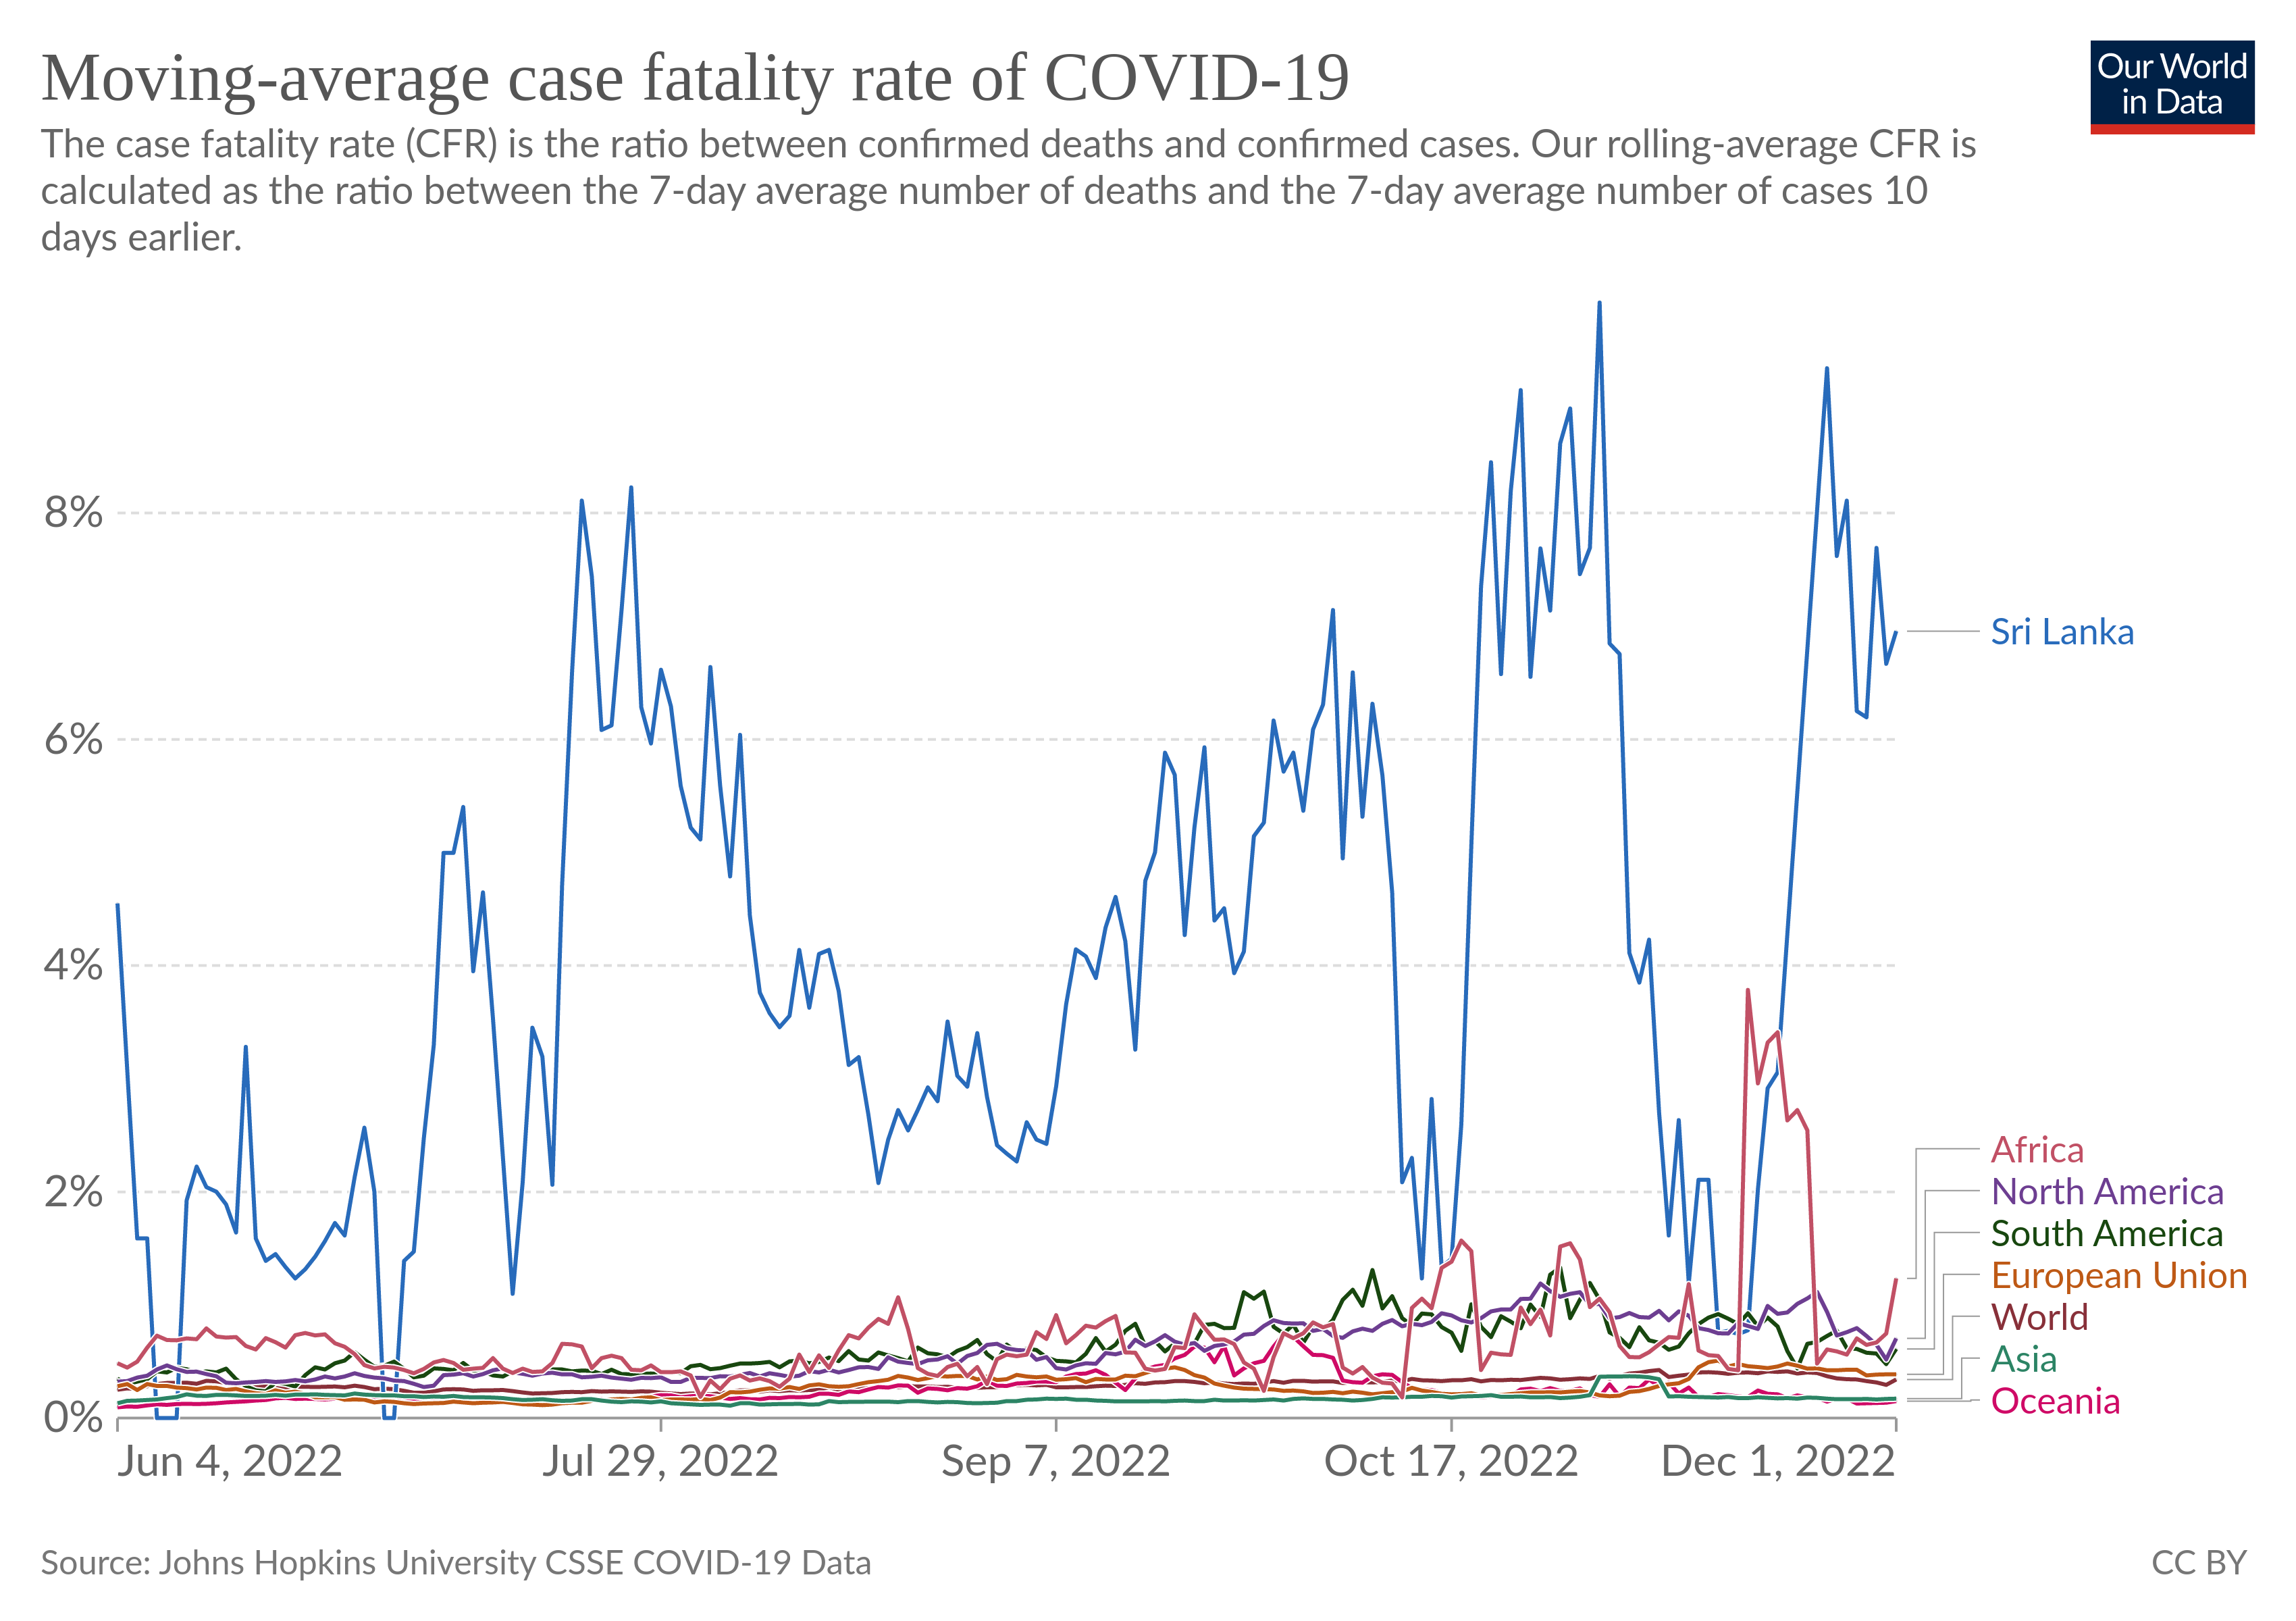 Moving-average case fatality rate of COVID-19
Our World
in Data
The case fatality rate (CFR) is the ratio between confirmed deaths and confirmed cases. Our rolling-average CFR is
calculated as the ratio between the 7-day average number of deaths and the 7-day average number of cases 10
days earlier.
8%
6%
Sri Lanka
4%
Africa
2%
North America
South America
European Union
World
Asia
Oceania
0%
Jun 4, 2022
Jul 29, 2022
Sep 7, 2022
Oct 17, 2022
Dec 1, 2022
Source: Johns Hopkins University CSSE COVID-19 Data
CC BY